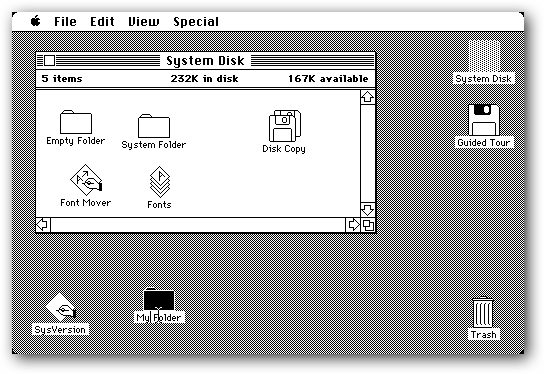 File Edit View Special
System Disk
5 items 232K in disk 167K available
Empty Folder
System Folder
Disk Copy
Font Mover
Fonts
System Disk
Guided Tour
SysVersion
My Folder
Trash